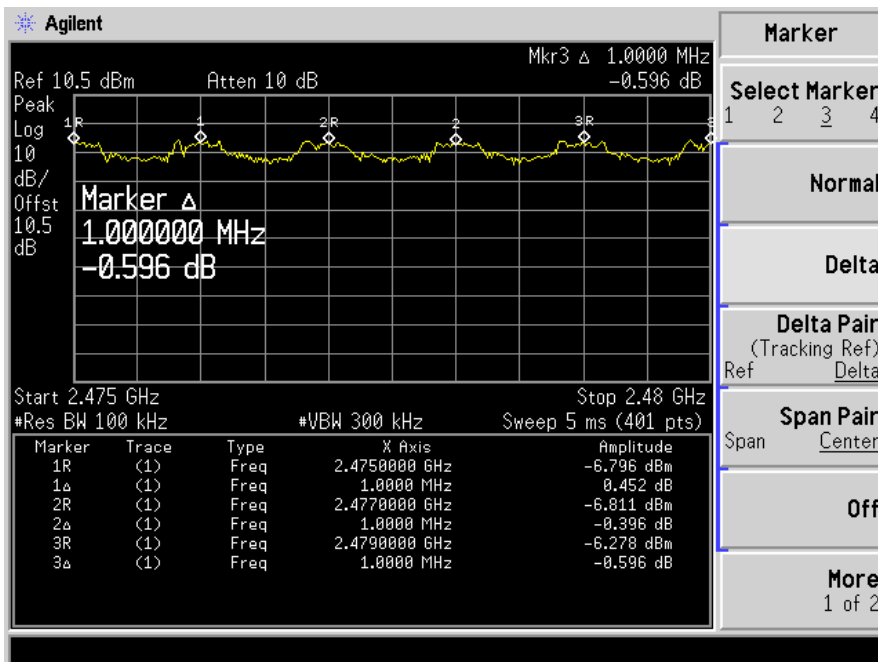 Agilent
Mkr3 Δ 1.0000 MHz
Ref 10.5 dBm Atten 10 dB -0.596 dB
Peak
Log
10
dB/
Offst
10.5
dB
1R 1 2R 2 3R 3
Marker Δ
1.000000 MHz
-0.596 dB
Start 2.475 GHz Stop 2.48 GHz
#Res BW 100 kHz #VBW 300 kHz Sweep 5 ms (401 pts)
Marker Trace Type X Axis Amplitude
1R (1) Freq 2.4750000 GHz -6.796 dBm
1Δ (1) Freq 1.0000 MHz 0.452 dB
2R (1) Freq 2.4770000 GHz -6.811 dBm
2Δ (1) Freq 1.0000 MHz -0.396 dB
3R (1) Freq 2.4790000 GHz -6.278 dBm
3Δ (1) Freq 1.0000 MHz -0.596 dB
Marker
Select Marker
1 2 3 4
Normal
Delta
Delta Pair
(Tracking Ref)
Ref Delta
Span Pair
Span Center
Off
More
1 of 2